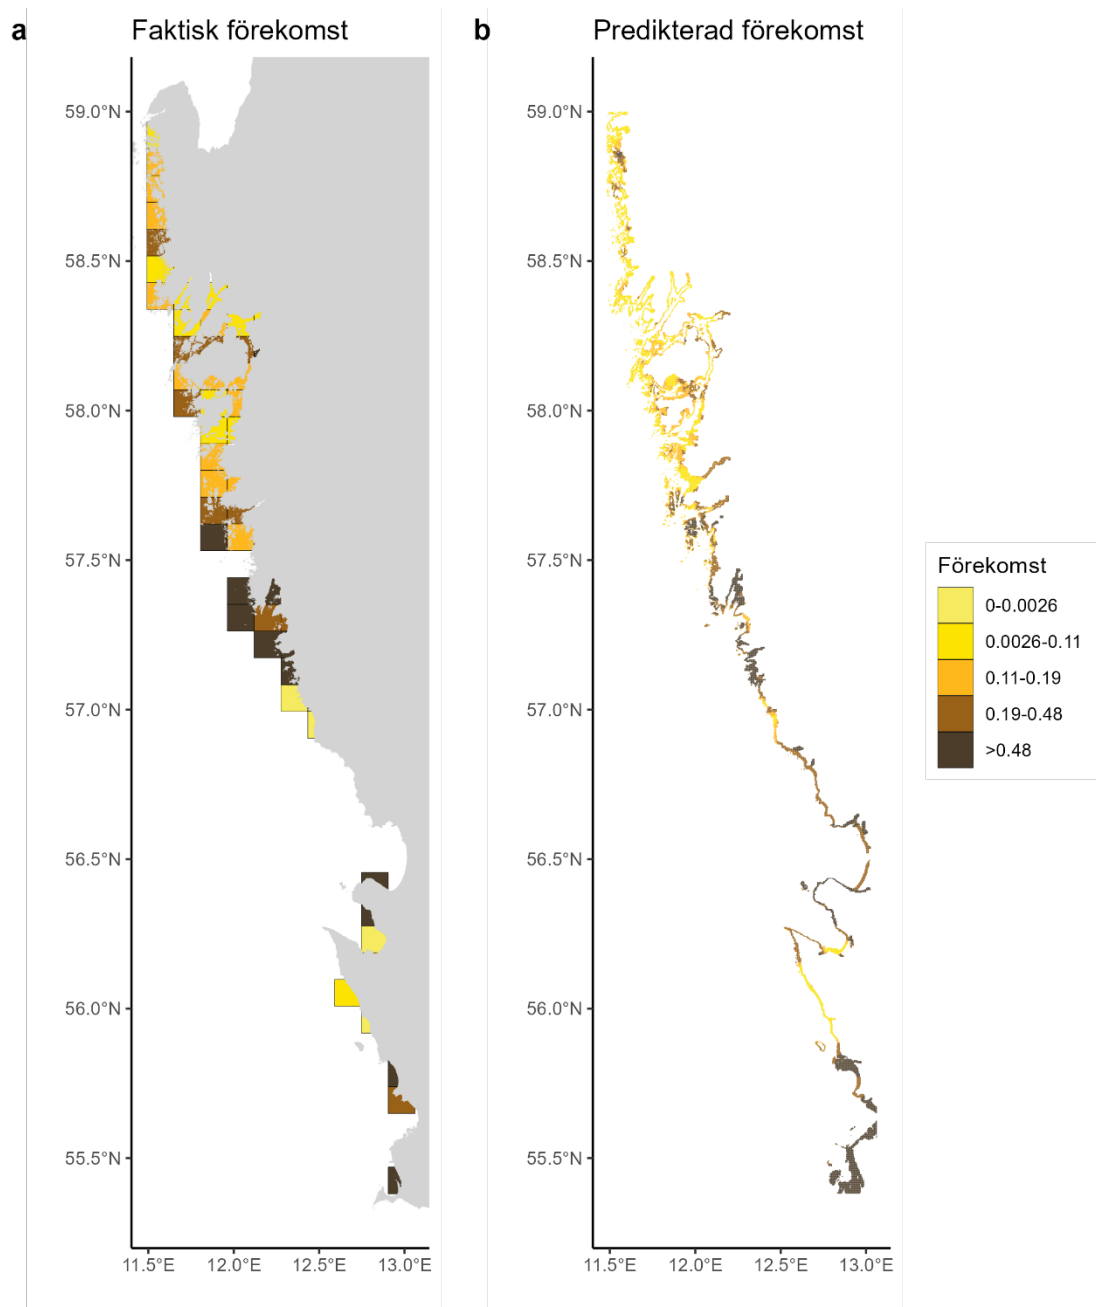 a
Faktisk förekomst
59.0°N
58.5°N
58.0°N
57.5°N
57.0°N
56.5°N
56.0°N
55.5°N
11.5°E 12.0°E 12.5°E 13.0°E
b
Predikterad förekomst
59.0°N
58.5°N
58.0°N
57.5°N
57.0°N
56.5°N
56.0°N
55.5°N
11.5°E 12.0°E 12.5°E 13.0°E
Förekomst
0-0.0026
0.0026-0.11
0.11-0.19
0.19-0.48
>0.48